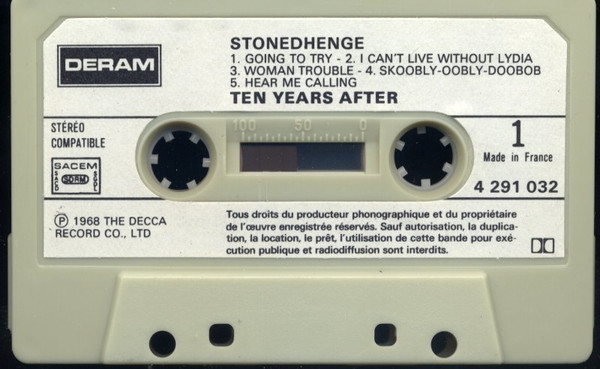 DERAM
STONEDHENGE
1. GOING TO TRY - 2. I CAN'T LIVE WITHOUT LYDIA
3. WOMAN TROUBLE - 4. SKOOBLY-OOBLY-DOOBOB
5. HEAR ME CALLING
TEN YEARS AFTER
STÉRÉO
COMPATIBLE
100 50 0
1
Made in France
SACEM
SDRM
4 291 032
Ⓟ 1968 THE DECCA
RECORD CO., LTD
Tous droits du producteur phonographique et du propriétaire
de l'œuvre enregistrée réservés. Sauf autorisation, la duplica-
tion, la location, le prêt, l'utilisation de cette bande pour exé-
cution publique et radiodiffusion sont interdits.